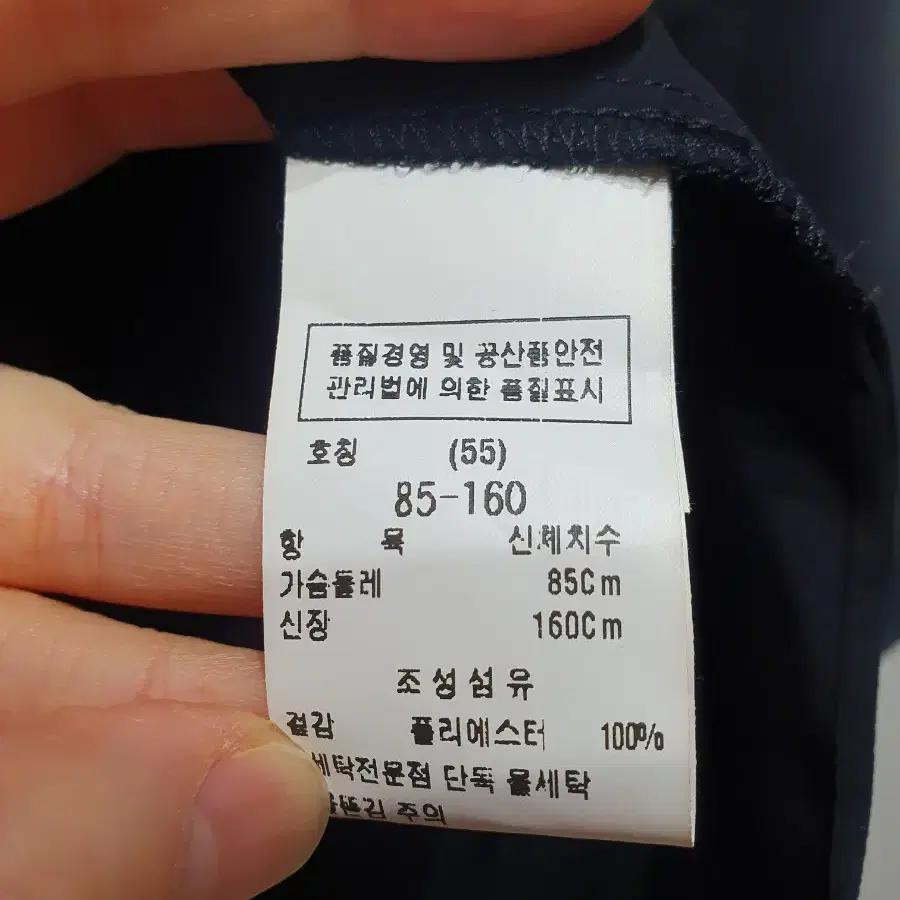 품질경영 및 공산품안전
관리법에 의한 품질표시
호칭 (55)
85-160
항 목 신체치수
가슴둘레 85Cm
신장 160Cm
조성섬유
겉감 폴리에스터 100%
세탁전문점 단독 물세탁
주의